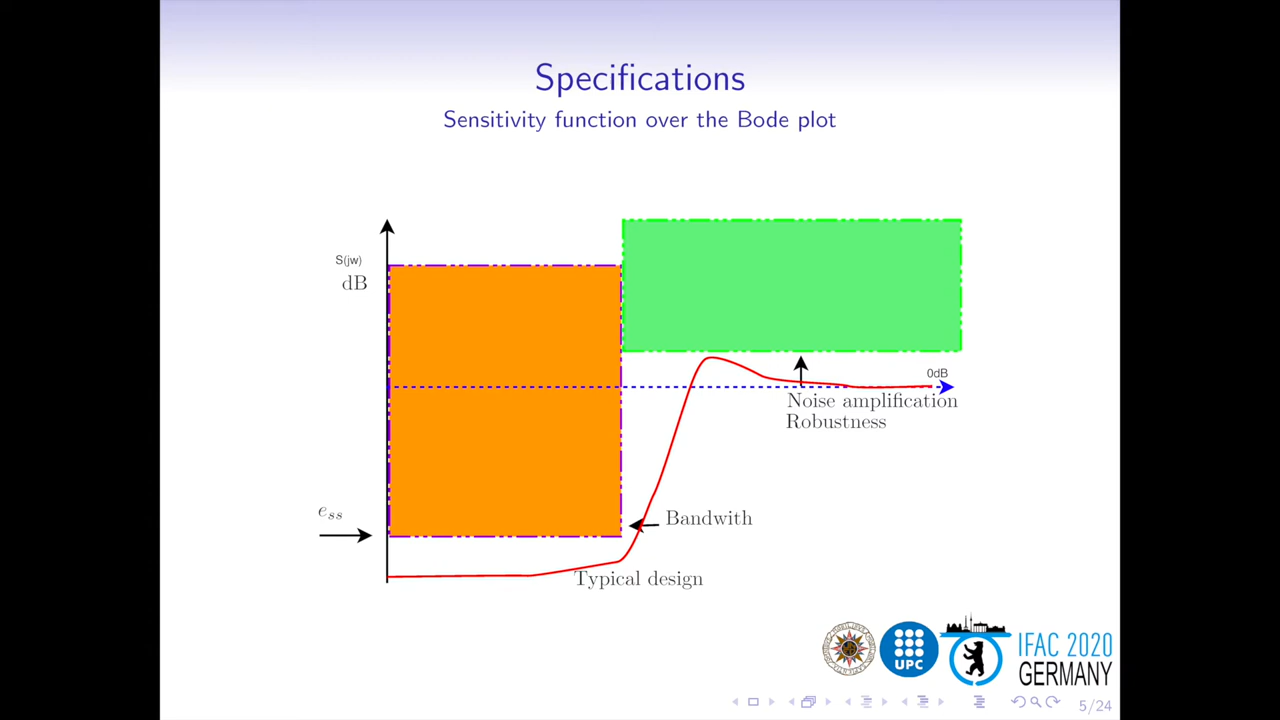 Specifications
Sensitivity function over the Bode plot
S(jw)
dB
0dB
Noise amplification
Robustness
e_ss
Bandwith
Typical design
UPC
IFAC 2020
GERMANY
5/24